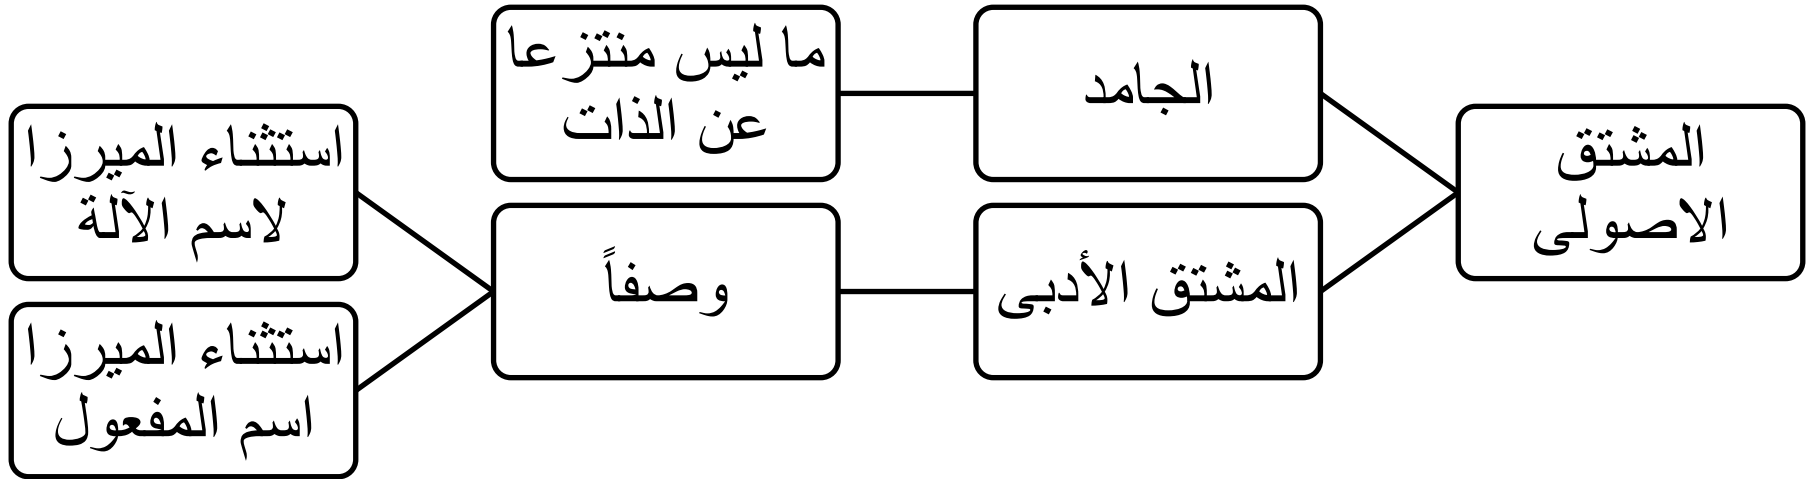 المشتق
الاصولى
الجامد
ما ليس منتزعا
عن الذات
المشتق الأدبى
وصفاً
استثناء الميرزا
لاسم الآلة
استثناء الميرزا
اسم المفعول